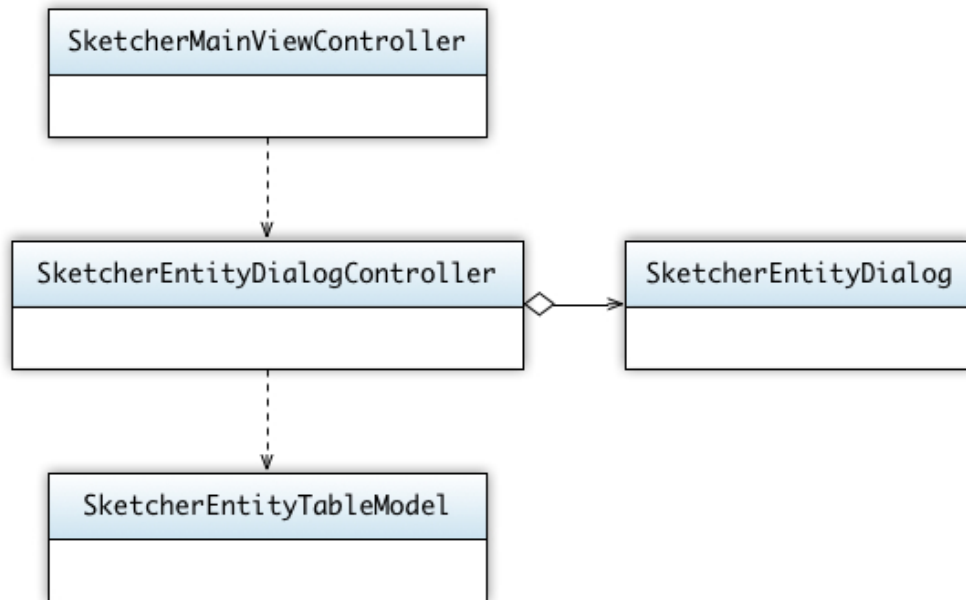 SketcherMainViewController
SketcherEntityDialogController
SketcherEntityDialog
SketcherEntityTableModel